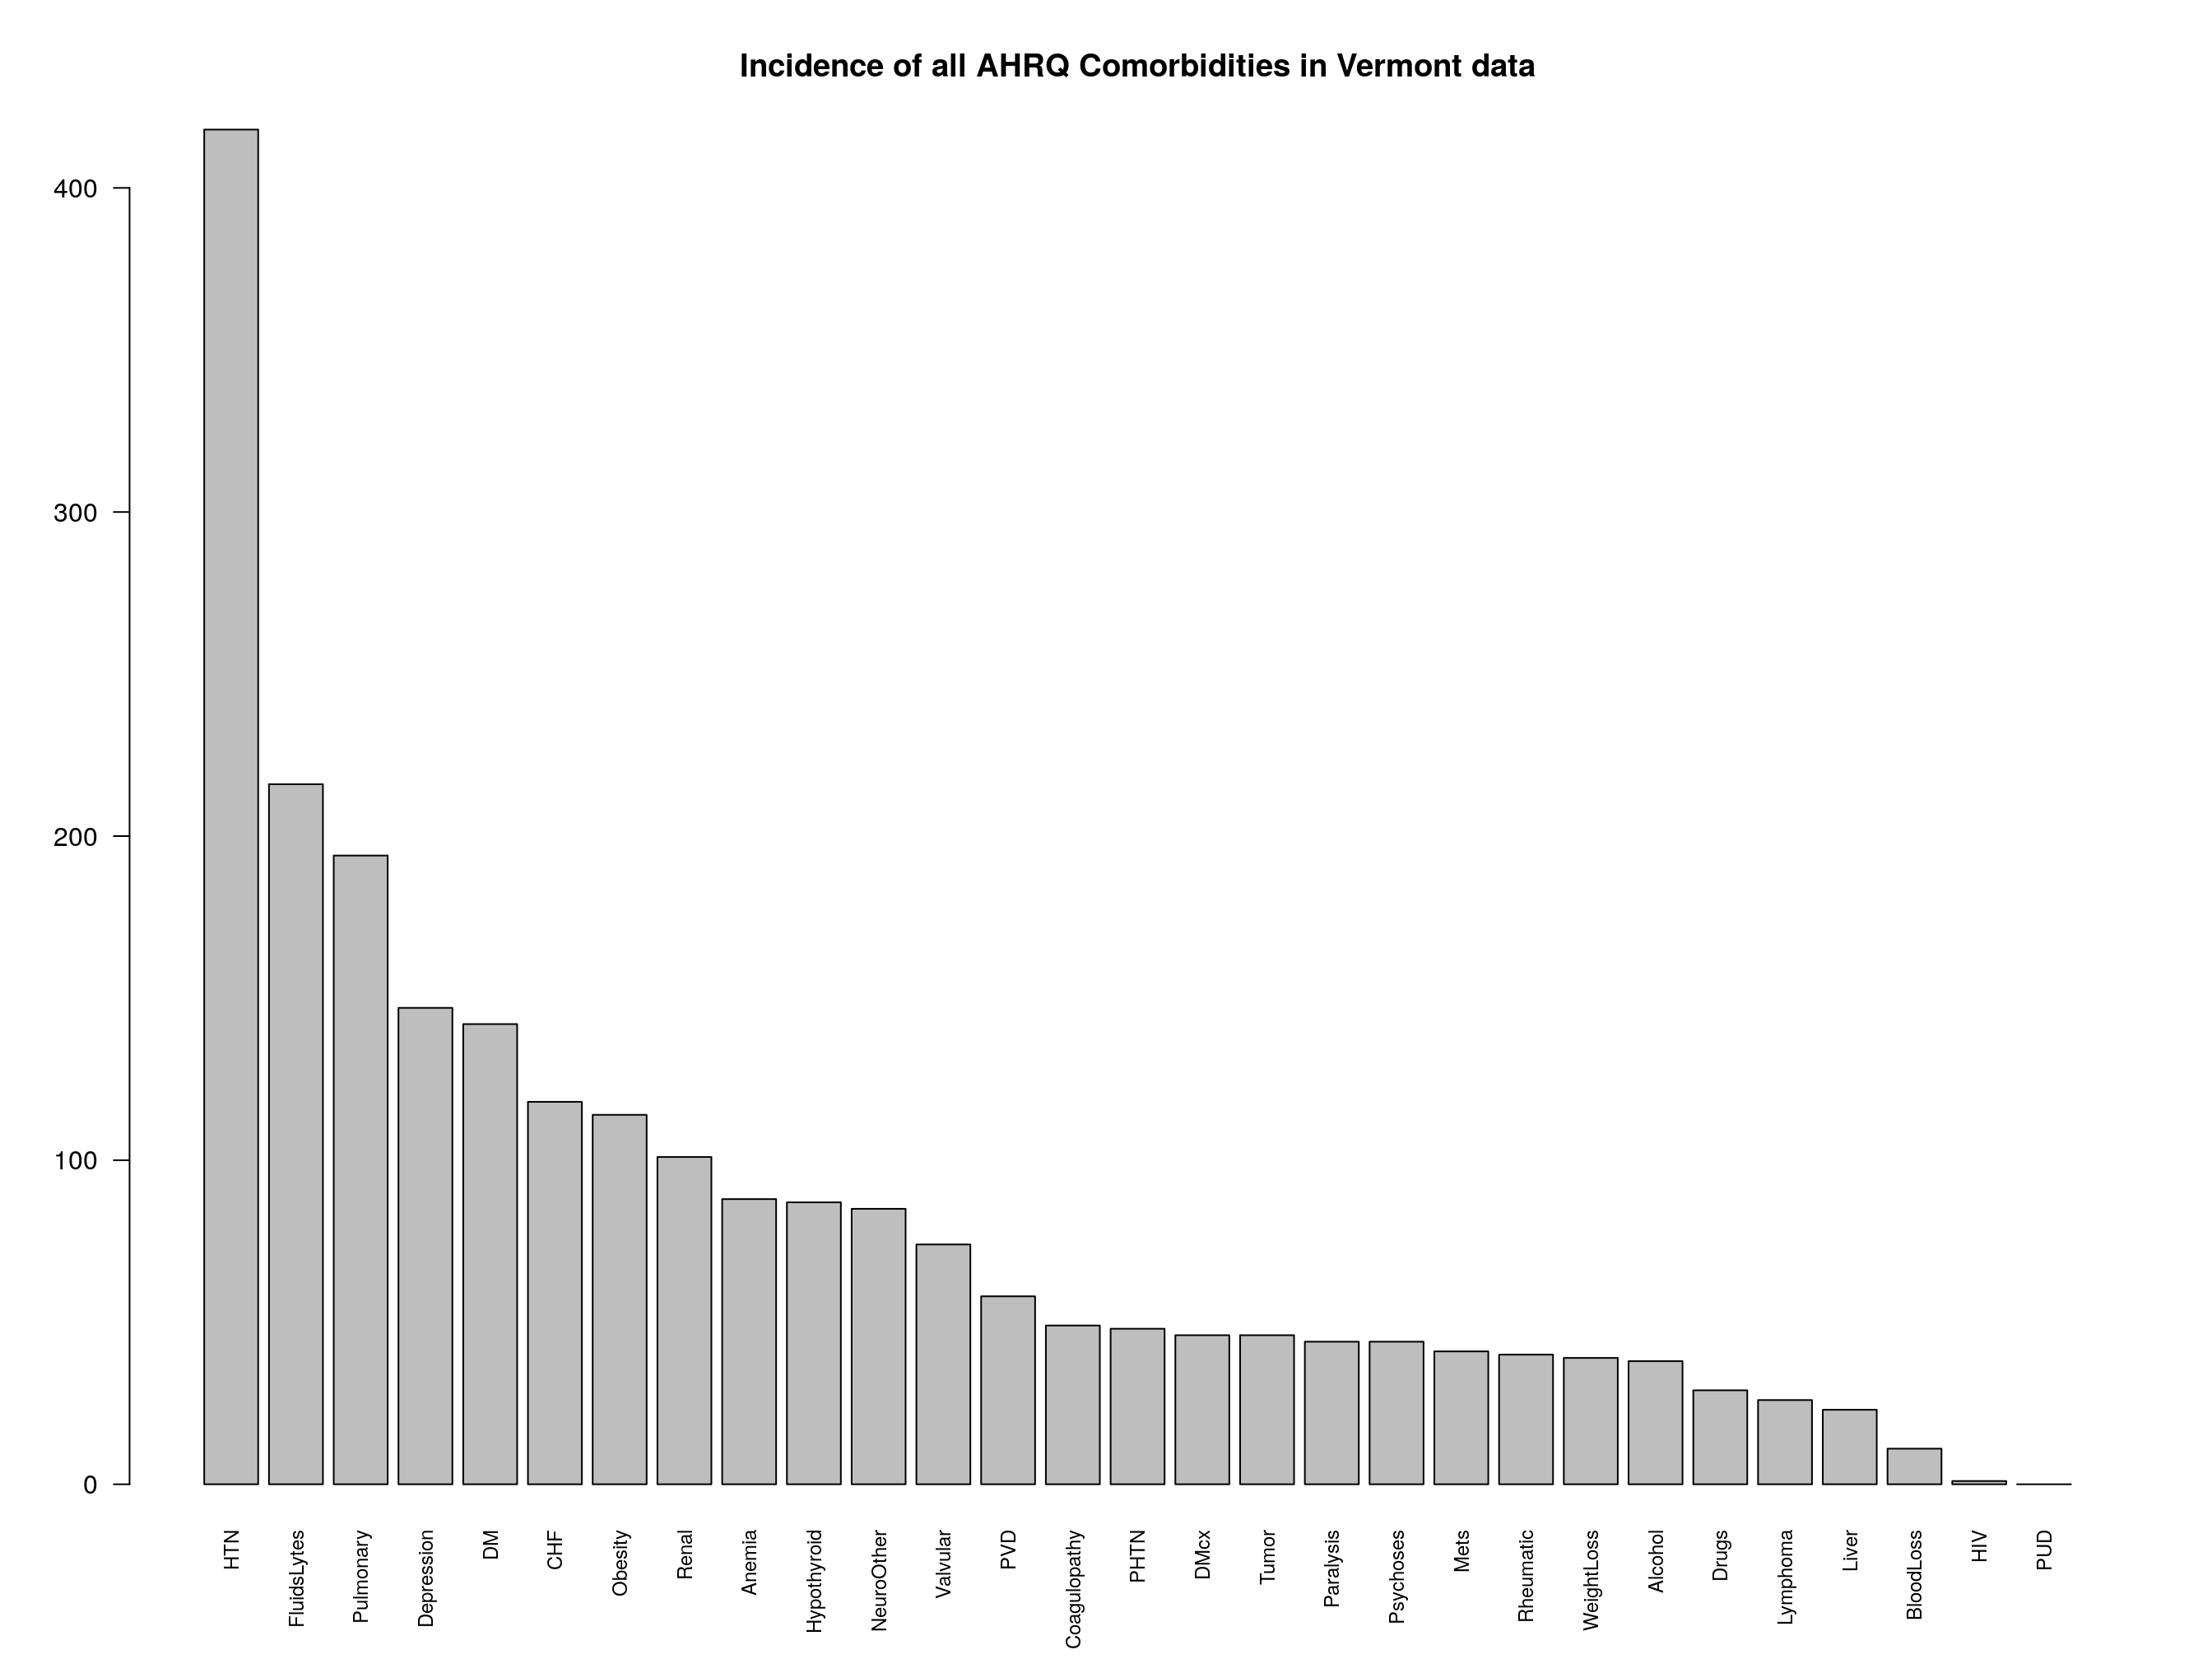 Incidence of all AHRQ Comorbidities in Vermont data
400
300
200
100
0
HTN
FluidsLytes
Pulmonary
Depression
DM
CHF
Obesity
Renal
Anemia
Hypothyroid
NeuroOther
Valvular
PVD
Coagulopathy
PHTN
DMcx
Tumor
Paralysis
Psychoses
Mets
Rheumatic
WeightLoss
Alcohol
Drugs
Lymphoma
Liver
BloodLoss
HIV
PUD